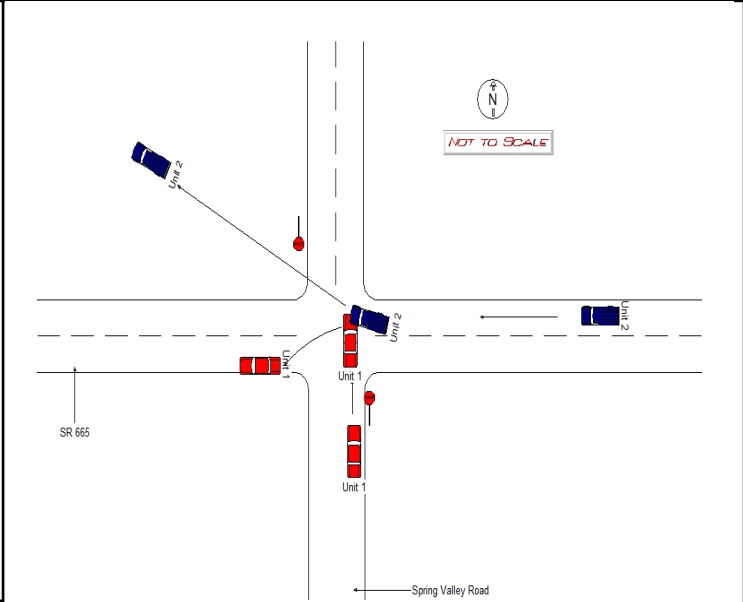 N
NOT TO SCALE
Unit 2
Unit 2
Unit 2
Unit 1
Unit 1
SR 665
Unit 1
Spring Valley Road